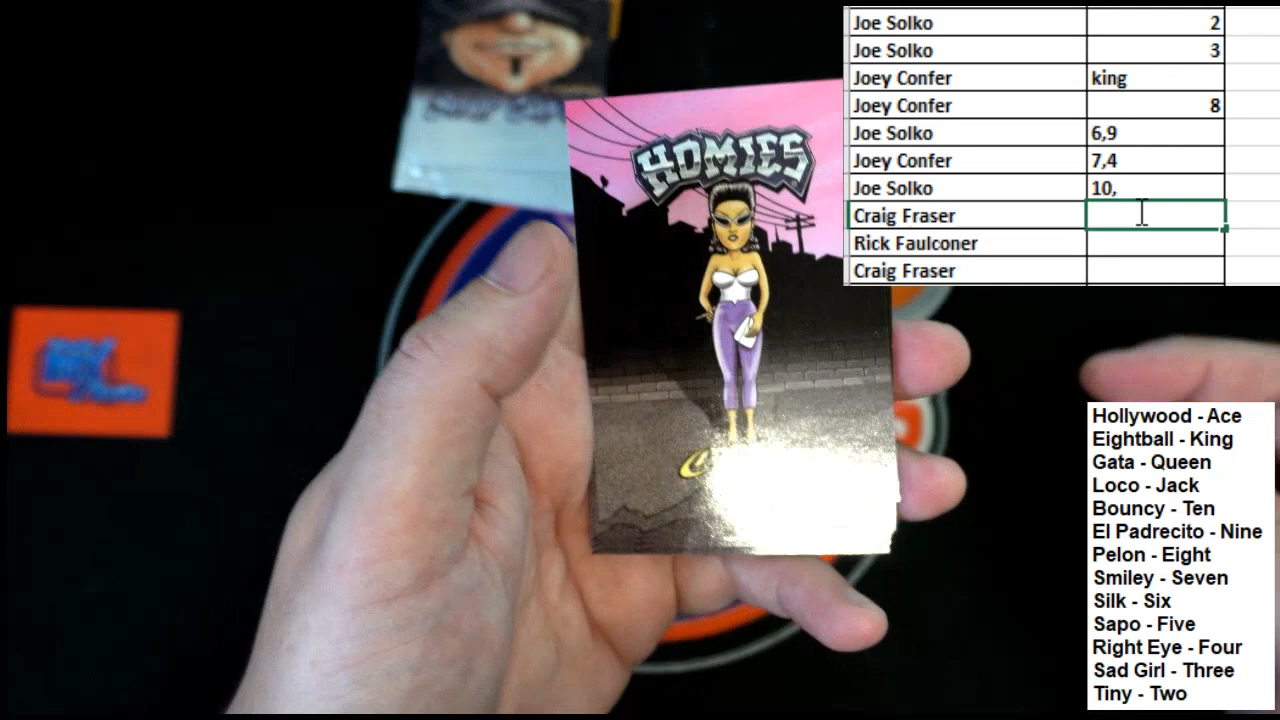 Joe Solko 2
Joe Solko 3
Joey Confer king
Joey Confer 8
Joe Solko 6,9
Joey Confer 7,4
Joe Solko 10,
Craig Fraser
Rick Faulconer
Craig Fraser
HOMIES
Hollywood - Ace
Eightball - King
Gata - Queen
Loco - Jack
Bouncy - Ten
El Padrecito - Nine
Pelon - Eight
Smiley - Seven
Silk - Six
Sapo - Five
Right Eye - Four
Sad Girl - Three
Tiny - Two